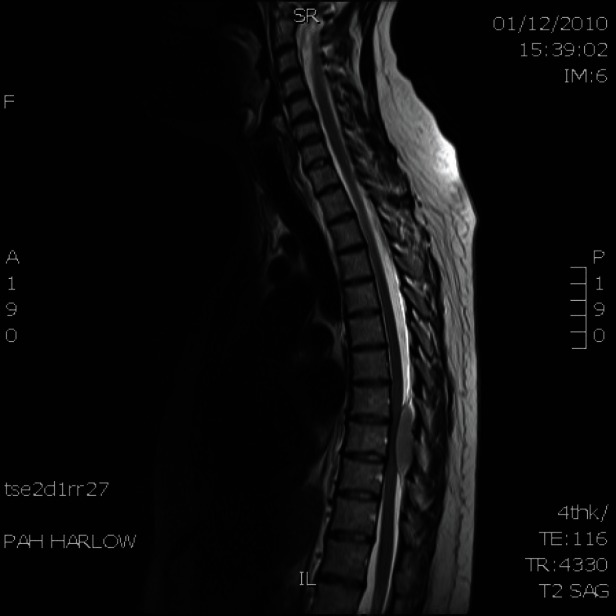 SR
01/12/2010
15:39:02
IM:6
F
A
1
9
0
P
1
9
0
tse2d1rr27
PAH HARLOW
4thk/
TE:116
TR:4330
T2 SAG
IL